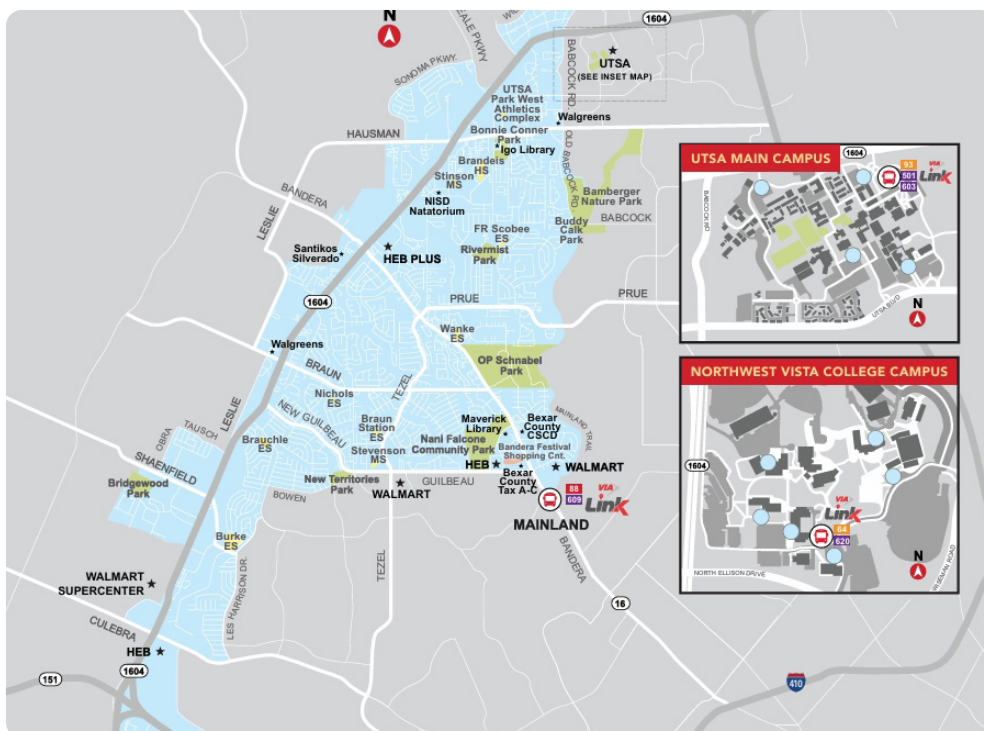 N
1604
SONOMA PKWY.
BABCOCK RD.
UTSA
(SEE INSET MAP)
UTSA
Park West
Athletics
Complex
Walgreens
HAUSMAN
Bonnie Conner
Park
Igo Library
OLD BABCOCK RD
Brandeis
HS
Stinson
MS
NISD
Natatorium
Bamberger
Nature Park
BABCOCK
BANDERA
LESLIE
FR Scobee
ES
Buddy
Calk
Park
Santikos
Silverado
HEB PLUS
Rivermist
Park
1604
PRUE
PRUE
Wanke
ES
Walgreens
OP Schnabel
Park
BRAUN
TEZEL
Nichols
ES
LESLIE
NEW GUILBEAU
Braun
Station
ES
Maverick
Library
Bexar
County
CSCD
MAINLAND TRAIL
OBRA
TAUSCH
Brauchle
ES
Stevenson
MS
Nani Falcone
Community Park
Bandera Festival
Shopping Cnt.
SHAENFIELD
HEB
WALMART
Bridgewood
Park
New Territories
Park
GUILBEAU
Bexar
County
Tax A-C
BOWEN
WALMART
88
609
VIA
Link
MAINLAND
Burke
ES
TEZEL
BANDERA
LES HARRISON DR.
WALMART
SUPERCENTER
16
CULEBRA
HEB
1604
151
410
UTSA MAIN CAMPUS
1604
93
501
603
VIA
Link
BABCOCK RD
UTSA BLVD
N
NORTHWEST VISTA COLLEGE CAMPUS
1604
VIA
Link
64
620
N
NORTH ELLISON DRIVE
WISEMAN ROAD